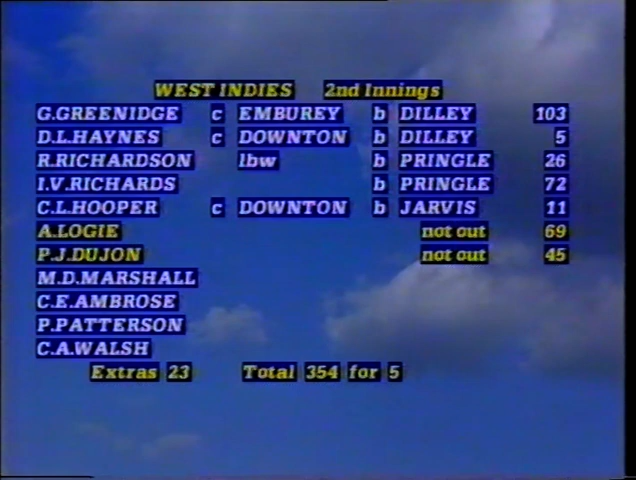 WEST INDIES 2nd Innings
G.GREENIDGE c EMBUREY b DILLEY 103
D.L.HAYNES c DOWNTON b DILLEY 5
R.RICHARDSON lbw b PRINGLE 26
I.V.RICHARDS b PRINGLE 72
C.L.HOOPER c DOWNTON b JARVIS 11
A.LOGIE not out 69
P.J.DUJON not out 45
M.D.MARSHALL
C.E.AMBROSE
P.PATTERSON
C.A.WALSH
Extras 23 Total 354 for 5